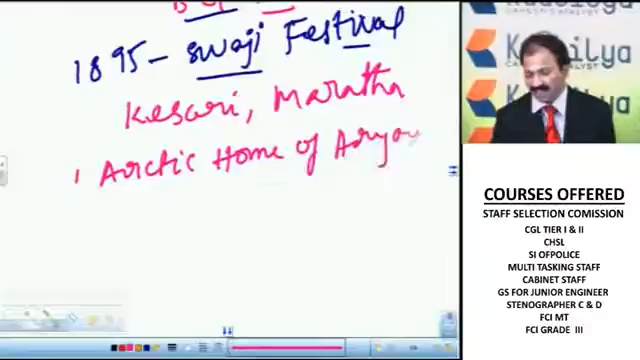 1895 - swaji Festival
Kesari, Maratha
Arctic Home of Aryan
COURSES OFFERED
STAFF SELECTION COMISSION
CGL TIER I & II
CHSL
SI OFPOLICE
MULTI TASKING STAFF
CABINET STAFF
GS FOR JUNIOR ENGINEER
STENOGRAPHER C & D
FCI MT
FCI GRADE III